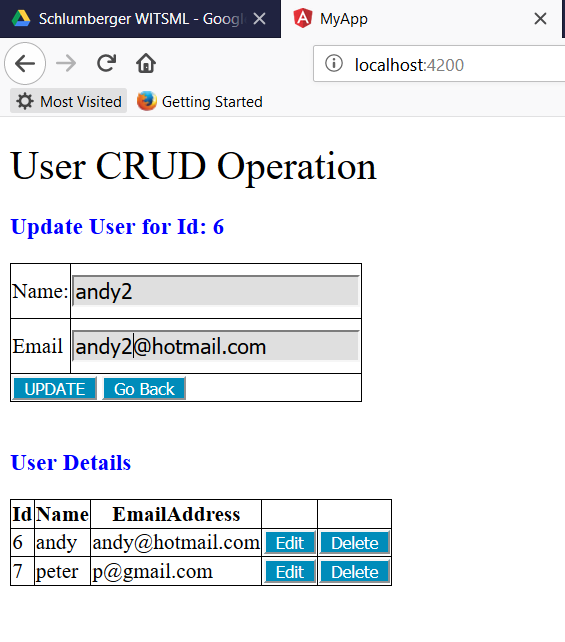 Schlumberger WITSML - Googl
MyApp
localhost:4200
Most Visited Getting Started
User CRUD Operation
Update User for Id: 6
Name: andy2
Email andy2@hotmail.com
UPDATE Go Back
User Details
Id Name EmailAddress
6 andy andy@hotmail.com Edit Delete
7 peter p@gmail.com Edit Delete